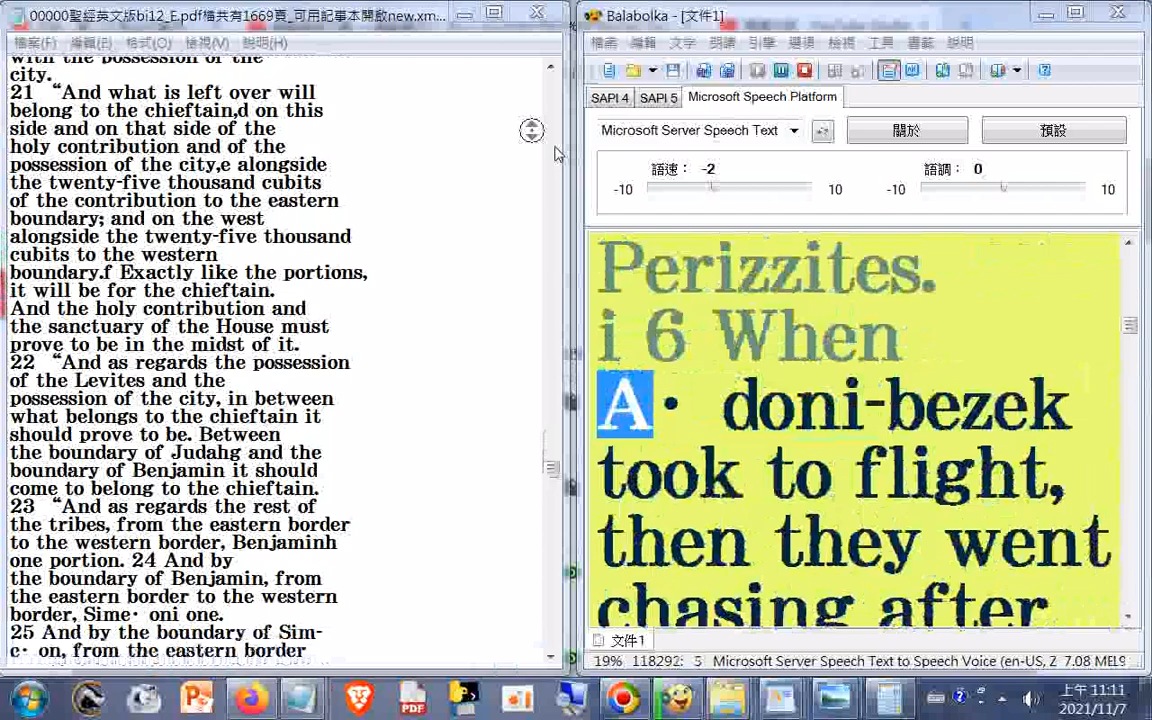 00000聖經英文版bi12_E.pdf檔共有1669頁_可用記事本開啟new.xm...
檔案(F) 編輯(E) 格式(O) 檢視(V) 說明(H)
with the possession of the
city.
21 “And what is left over will
belong to the chieftain,d on this
side and on that side of the
holy contribution and of the
possession of the city,e alongside
the twenty-five thousand cubits
of the contribution to the eastern
boundary; and on the west
alongside the twenty-five thousand
cubits to the western
boundary.f Exactly like the portions,
it will be for the chieftain.
And the holy contribution and
the sanctuary of the House must
prove to be in the midst of it.
22 “And as regards the possession
of the Levites and the
possession of the city, in between
what belongs to the chieftain it
should prove to be. Between
the boundary of Judahg and the
boundary of Benjamin it should
come to belong to the chieftain.
23 “And as regards the rest of
the tribes, from the eastern border
to the western border, Benjaminh
one portion. 24 And by
the boundary of Benjamin, from
the eastern border to the western
border, Sime· oni one.
25 And by the boundary of Sim-
e· on, from the eastern border
Balabolka - [文件1]
檔案 編輯 文字 朗讀 引擎 選項 檢視 工具 書籤 說明
SAPI 4 SAPI 5 Microsoft Speech Platform
Microsoft Server Speech Text 關於 預設
語速： -2 語調： 0
-10 10 -10 10
Perizzites.
i 6 When
A· doni-bezek
took to flight,
then they went
chasing after
文件1
19% 118292: 5 Microsoft Server Speech Text to Speech Voice (en-US, Z 7.08 МБ
PDF
上午 11:11
2021/11/7